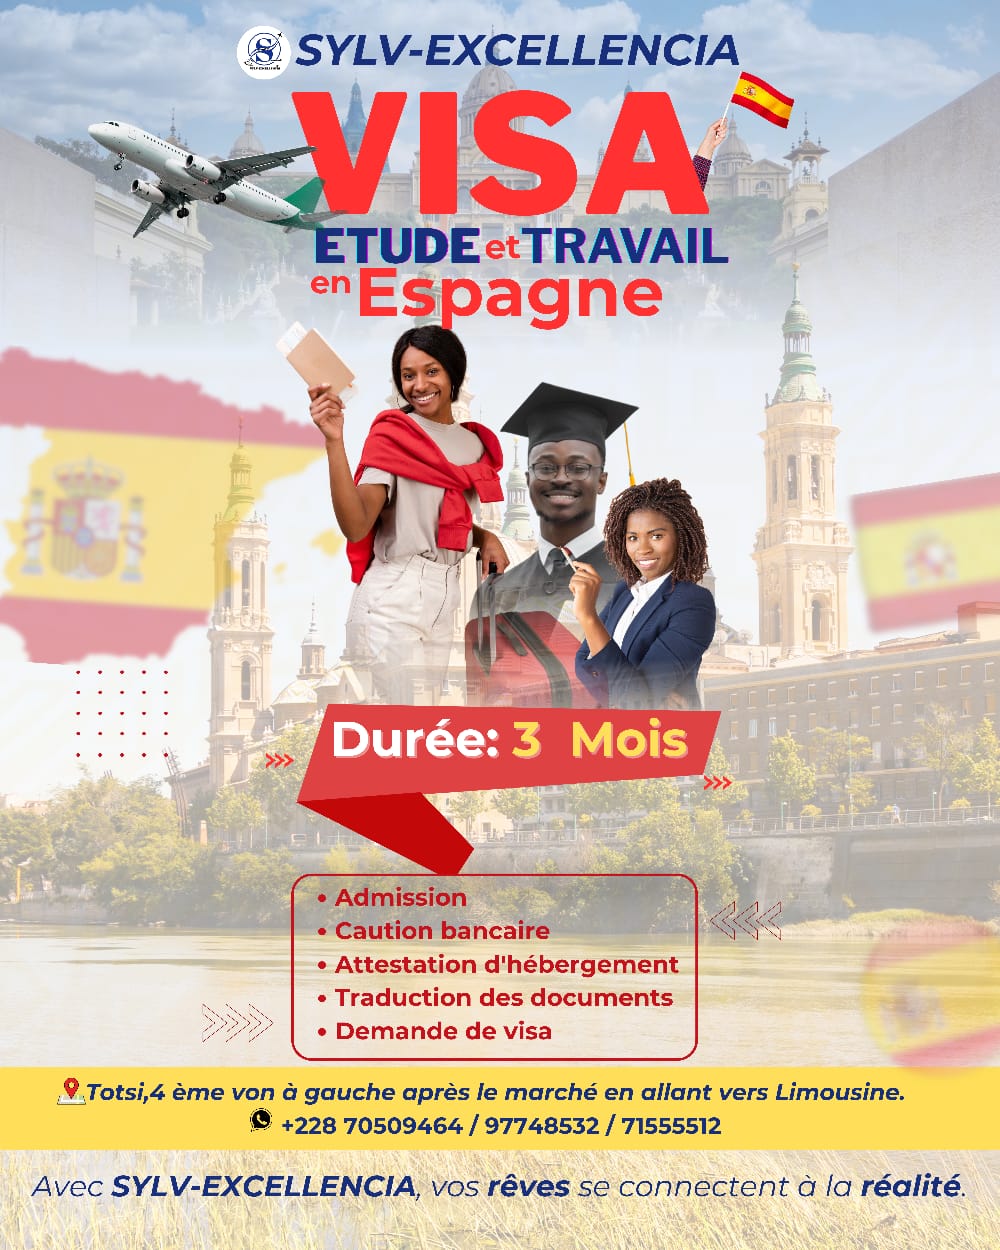 SYLV-EXCELLENCIA
VISA
ETUDE et TRAVAIL
en Espagne
Durée: 3 Mois
• Admission
• Caution bancaire
• Attestation d'hébergement
• Traduction des documents
• Demande de visa
Totsi,4 ème von à gauche après le marché en allant vers Limousine.
+228 70509464 / 97748532 / 71555512
Avec SYLV-EXCELLENCIA, vos rêves se connectent à la réalité.